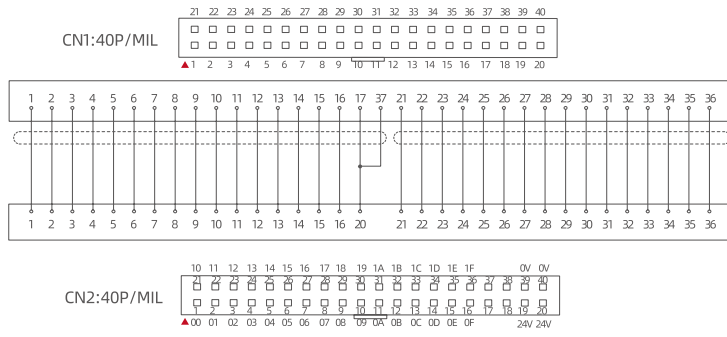 21 22 23 24 25 26 27 28 29 30 31 32 33 34 35 36 37 38 39 40
CN1:40P/MIL
1 2 3 4 5 6 7 8 9 10 11 12 13 14 15 16 17 18 19 20
1 2 3 4 5 6 7 8 9 10 11 12 13 14 15 16 17 37 21 22 23 24 25 26 27 28 29 30 31 32 33 34 35 36
1 2 3 4 5 6 7 8 9 10 11 12 13 14 15 16 20 21 22 23 24 25 26 27 28 29 30 31 32 33 34 35 36
10 11 12 13 14 15 16 17 18 19 1A 1B 1C 1D 1E 1F 0V 0V
21 22 23 24 25 26 27 28 29 30 31 32 33 34 35 36 37 38 39 40
CN2:40P/MIL
1 2 3 4 5 6 7 8 9 10 11 12 13 14 15 16 17 18 19 20
00 01 02 03 04 05 06 07 08 09 0A 0B 0C 0D 0E 0F 24V 24V